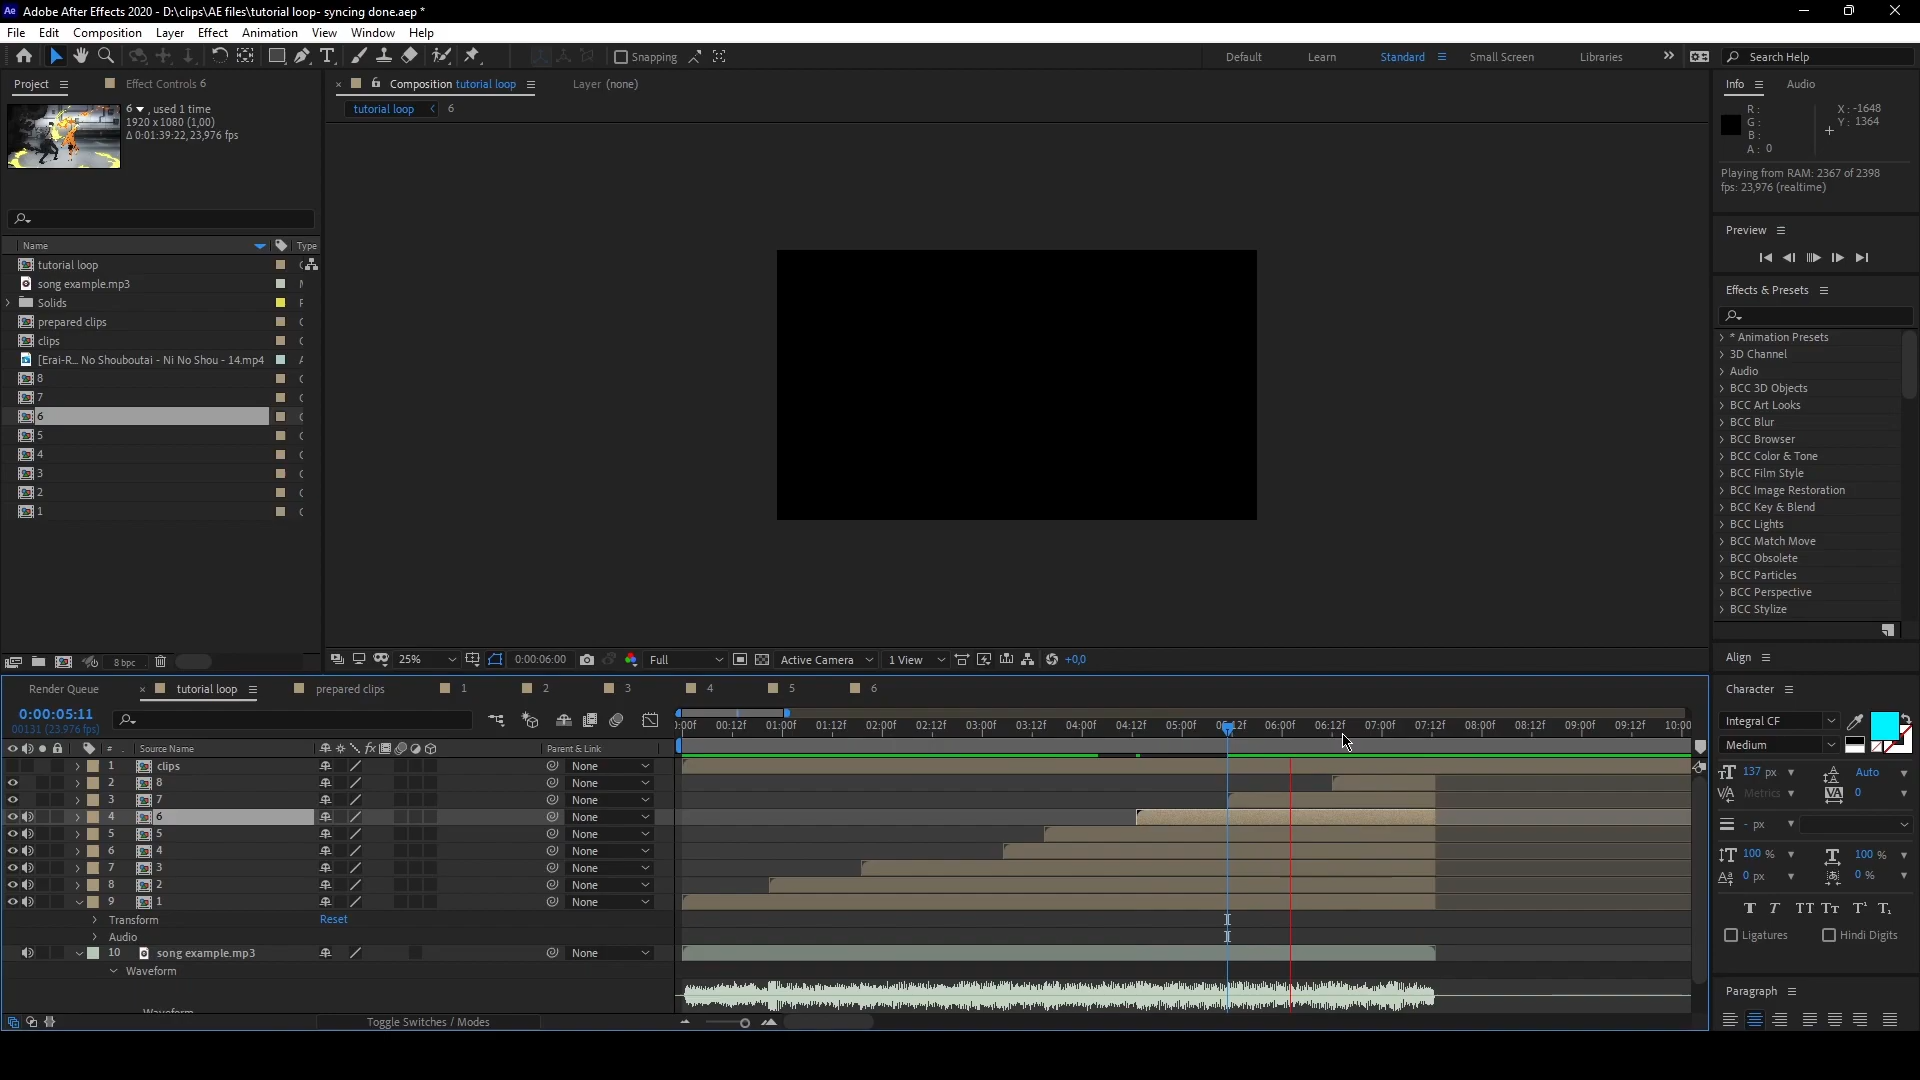 Adobe After Effects 2020 - D:\clips\AE files\tutorial loop- syncing done.aep *
File Edit Composition Layer Effect Animation View Window Help
Snapping
Default Learn Standard Small Screen Libraries Search Help
Project Effect Controls 6
6 , used 1 time
1920 x 1080 (1,00)
Δ 0:01:39:22, 23,976 fps
Name Type
tutorial loop
song example.mp3
Solids
prepared clips
clips
[Erai-R... No Shouboutai - Ni No Shou - 14.mp4
8
7
6
5
4
3
2
1
8 bpc
Composition tutorial loop Layer (none)
tutorial loop 6
25% 0:00:06:00 Full Active Camera 1 View +0,0
Info Audio
R :
G :
B :
A : 0
X : -1648
Y : 1364
Playing from RAM: 2367 of 2398
fps: 23,976 (realtime)
Preview
Effects & Presets
* Animation Presets
3D Channel
Audio
BCC 3D Objects
BCC Art Looks
BCC Blur
BCC Browser
BCC Color & Tone
BCC Film Style
BCC Image Restoration
BCC Key & Blend
BCC Lights
BCC Match Move
BCC Obsolete
BCC Particles
BCC Perspective
BCC Stylize
Align
Character
Integral CF
Medium
137 px Auto
Metrics 0
- px
100 % 100 %
0 px 0 %
Ligatures Hindi Digits
Paragraph
Render Queue tutorial loop prepared clips 1 2 3 4 5 6
0:00:05:11
00131 (23.976 fps)
):00f 00:12f 01:00f 01:12f 02:00f 02:12f 03:00f 03:12f 04:00f 04:12f 05:00f 06:00f 06:12f 07:00f 07:12f 08:00f 08:12f 09:00f 09:12f 10:00
# Source Name Parent & Link
1 clips None
2 8 None
3 7 None
4 6 None
5 5 None
6 4 None
7 3 None
8 2 None
9 1 None
Transform Reset
Audio
10 song example.mp3 None
Waveform
Waveform
Toggle Switches / Modes